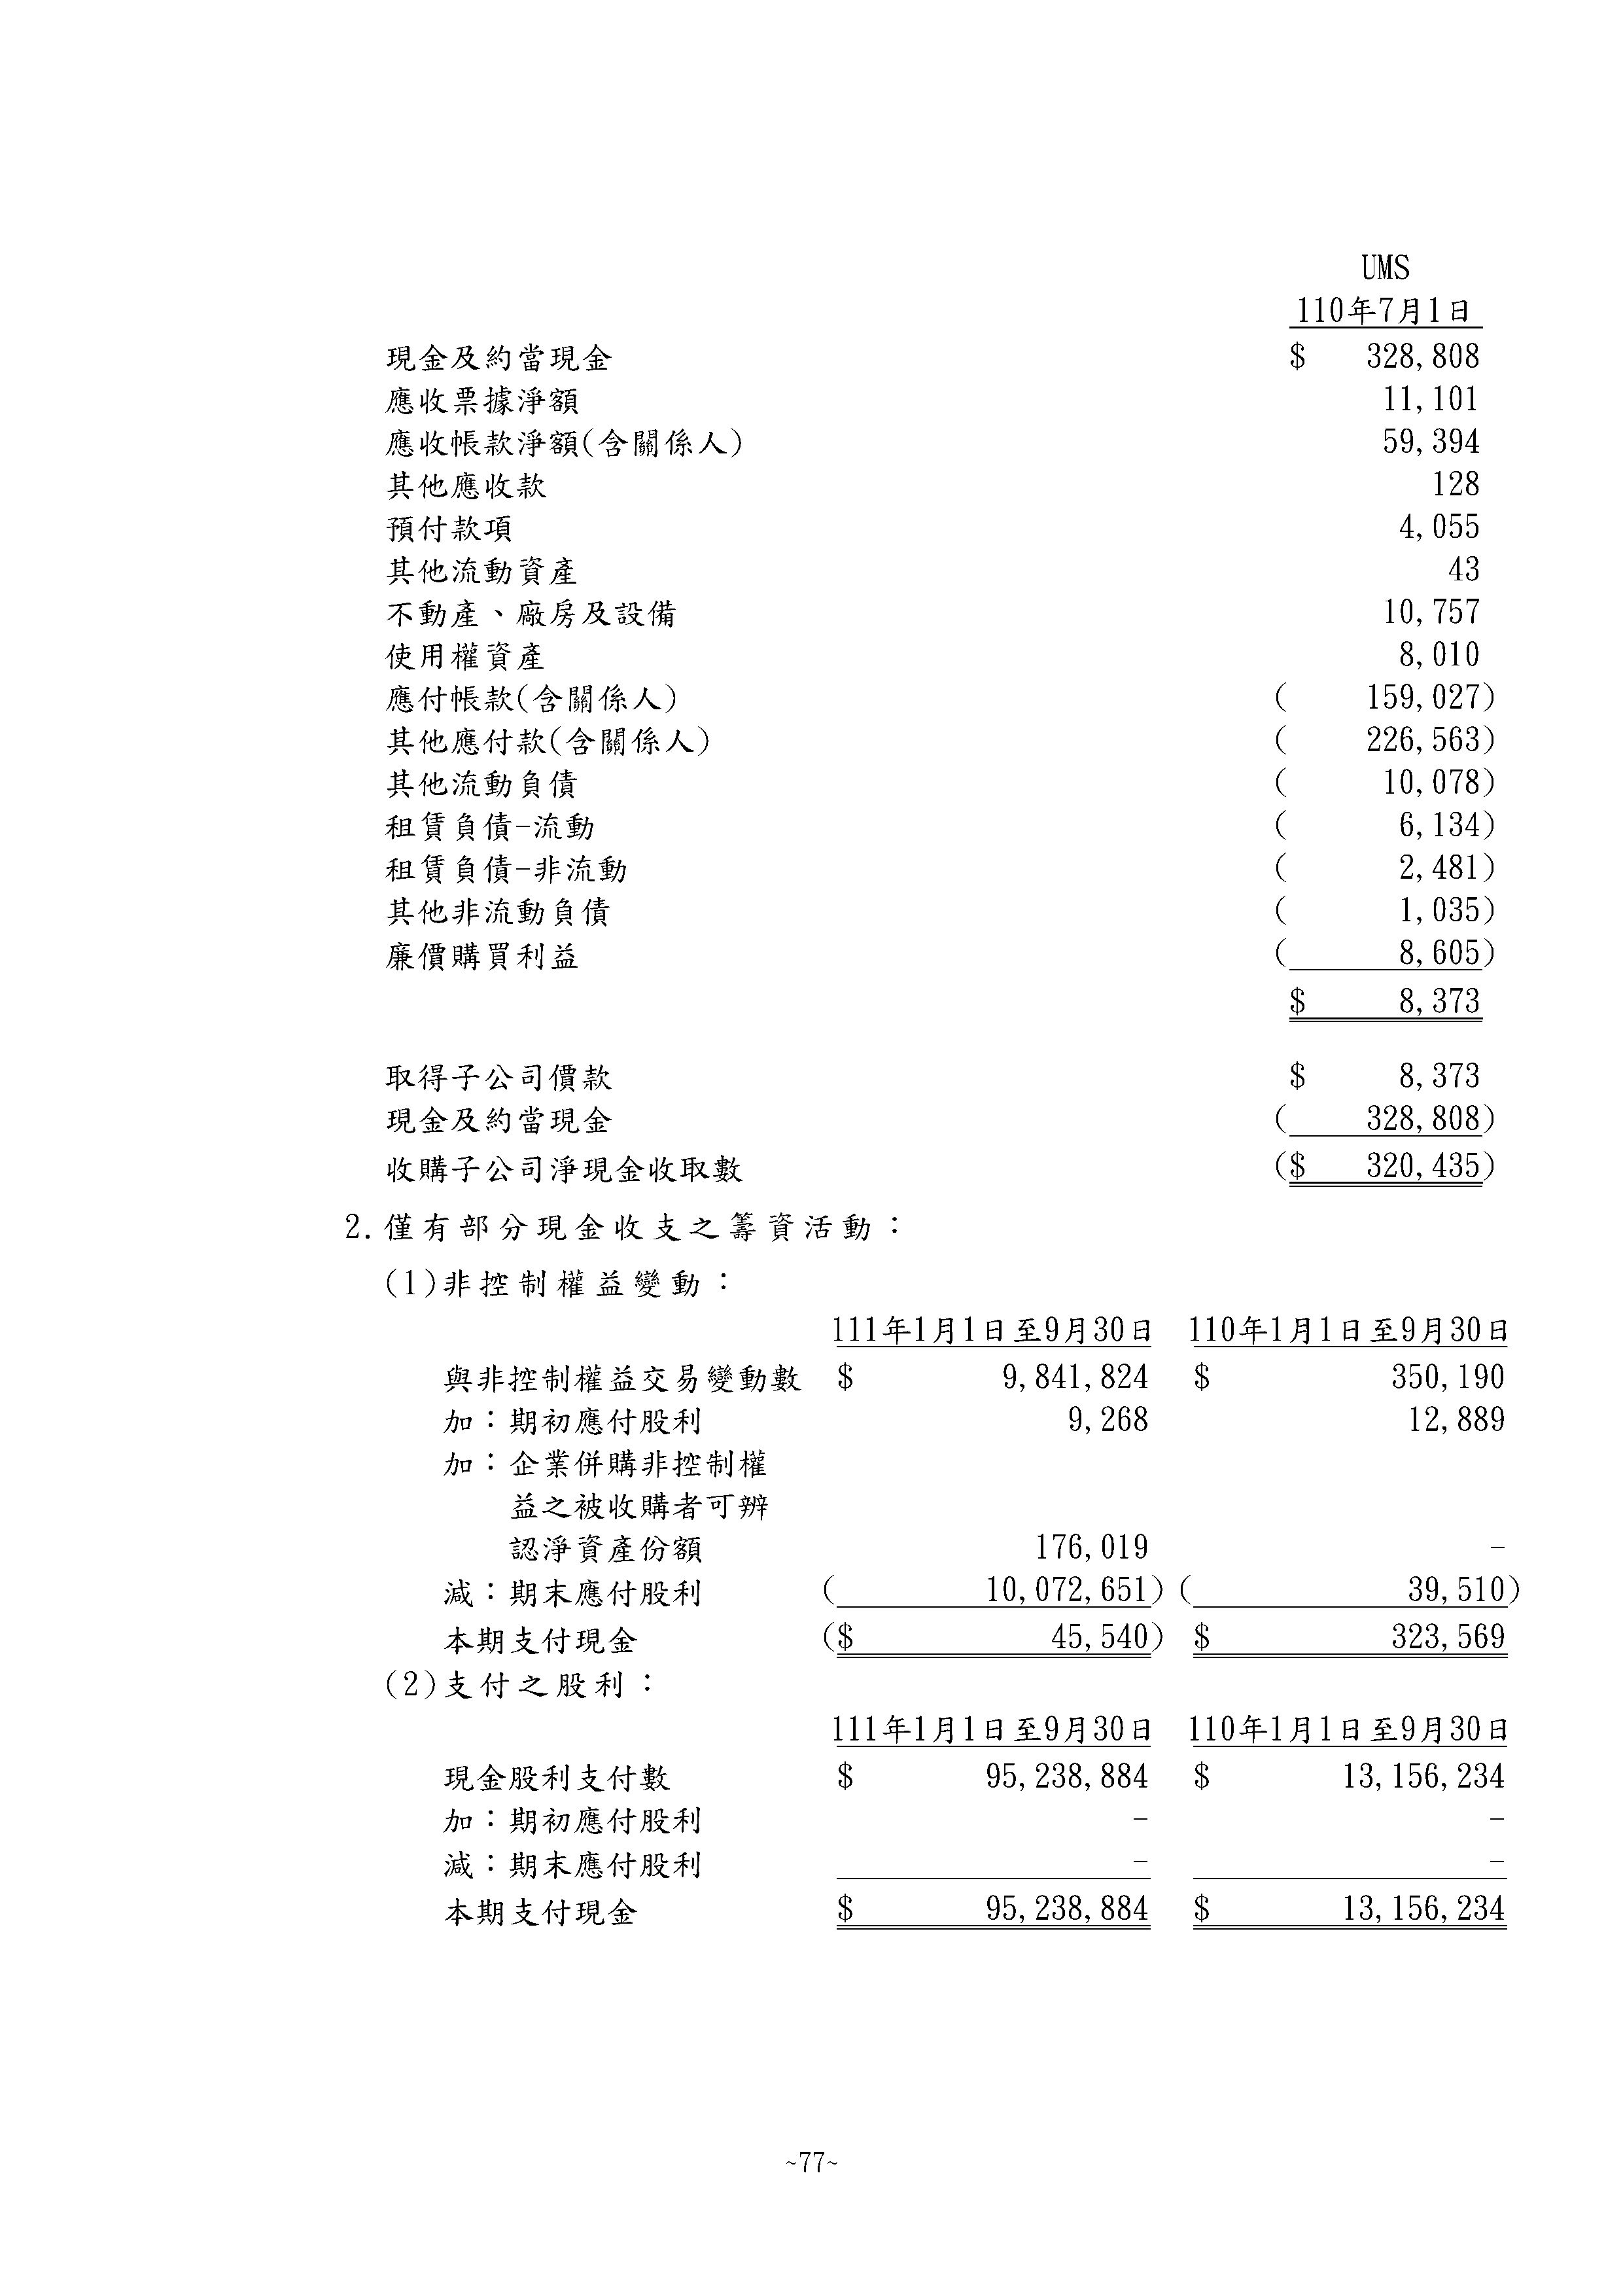 UMS
110年7月1日
現金及約當現金 $ 328,808
應收票據淨額 11,101
應收帳款淨額(含關係人) 59,394
其他應收款 128
預付款項 4,055
其他流動資產 43
不動產、廠房及設備 10,757
使用權資產 8,010
應付帳款(含關係人) ( 159,027)
其他應付款(含關係人) ( 226,563)
其他流動負債 ( 10,078)
租賃負債-流動 ( 6,134)
租賃負債-非流動 ( 2,481)
其他非流動負債 ( 1,035)
廉價購買利益 ( 8,605)
$ 8,373
取得子公司價款 $ 8,373
現金及約當現金 ( 328,808)
收購子公司淨現金收取數 ($ 320,435)
2.僅有部分現金收支之籌資活動：
(1)非控制權益變動：
111年1月1日至9月30日 110年1月1日至9月30日
與非控制權益交易變動數 $ 9,841,824 $ 350,190
加：期初應付股利 9,268 12,889
加：企業併購非控制權
益之被收購者可辨
認淨資產份額 176,019 -
減：期末應付股利 ( 10,072,651) ( 39,510)
本期支付現金 ($ 45,540) $ 323,569
(2)支付之股利：
111年1月1日至9月30日 110年1月1日至9月30日
現金股利支付數 $ 95,238,884 $ 13,156,234
加：期初應付股利 - -
減：期末應付股利 - -
本期支付現金 $ 95,238,884 $ 13,156,234
~77~